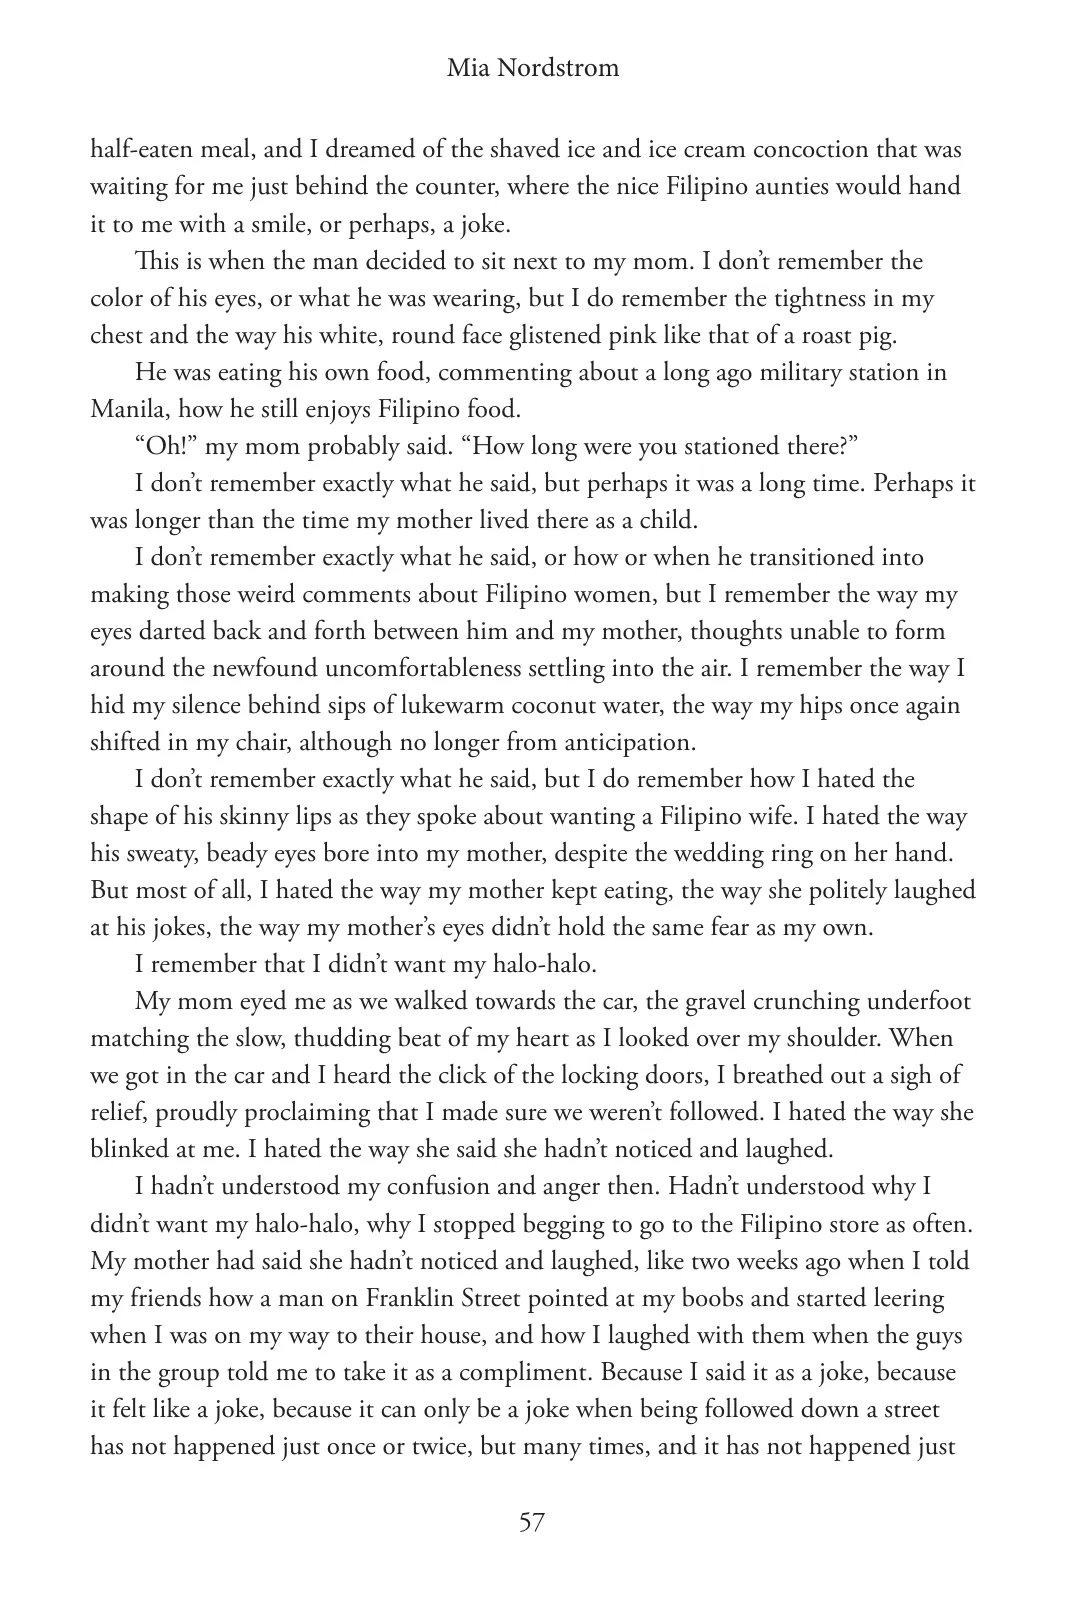 Mia Nordstrom
half-eaten meal, and I dreamed of the shaved ice and ice cream concoction that was
waiting for me just behind the counter, where the nice Filipino aunties would hand
it to me with a smile, or perhaps, a joke.
This is when the man decided to sit next to my mom. I don’t remember the
color of his eyes, or what he was wearing, but I do remember the tightness in my
chest and the way his white, round face glistened pink like that of a roast pig.
He was eating his own food, commenting about a long ago military station in
Manila, how he still enjoys Filipino food.
“Oh!” my mom probably said. “How long were you stationed there?”
I don’t remember exactly what he said, but perhaps it was a long time. Perhaps it
was longer than the time my mother lived there as a child.
I don’t remember exactly what he said, or how or when he transitioned into
making those weird comments about Filipino women, but I remember the way my
eyes darted back and forth between him and my mother, thoughts unable to form
around the newfound uncomfortableness settling into the air. I remember the way I
hid my silence behind sips of lukewarm coconut water, the way my hips once again
shifted in my chair, although no longer from anticipation.
I don’t remember exactly what he said, but I do remember how I hated the
shape of his skinny lips as they spoke about wanting a Filipino wife. I hated the way
his sweaty, beady eyes bore into my mother, despite the wedding ring on her hand.
But most of all, I hated the way my mother kept eating, the way she politely laughed
at his jokes, the way my mother’s eyes didn’t hold the same fear as my own.
I remember that I didn’t want my halo-halo.
My mom eyed me as we walked towards the car, the gravel crunching underfoot
matching the slow, thudding beat of my heart as I looked over my shoulder. When
we got in the car and I heard the click of the locking doors, I breathed out a sigh of
relief, proudly proclaiming that I made sure we weren’t followed. I hated the way she
blinked at me. I hated the way she said she hadn’t noticed and laughed.
I hadn’t understood my confusion and anger then. Hadn’t understood why I
didn’t want my halo-halo, why I stopped begging to go to the Filipino store as often.
My mother had said she hadn’t noticed and laughed, like two weeks ago when I told
my friends how a man on Franklin Street pointed at my boobs and started leering
when I was on my way to their house, and how I laughed with them when the guys
in the group told me to take it as a compliment. Because I said it as a joke, because
it felt like a joke, because it can only be a joke when being followed down a street
has not happened just once or twice, but many times, and it has not happened just
57